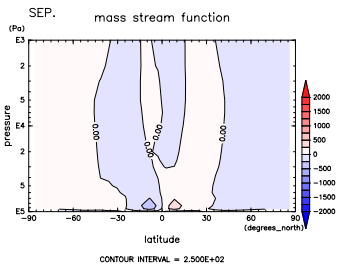 SEP.
mass stream function
(Pa)
E3
2
5
E4
2
5
E5
pressure
0.00
0.00
0.00
0.00
-90
-60
-30
0
30
60
90
(degrees_north)
latitude
2000
1500
1000
500
0
-500
-1000
-1500
-2000
CONTOUR INTERVAL = 2.500E+02